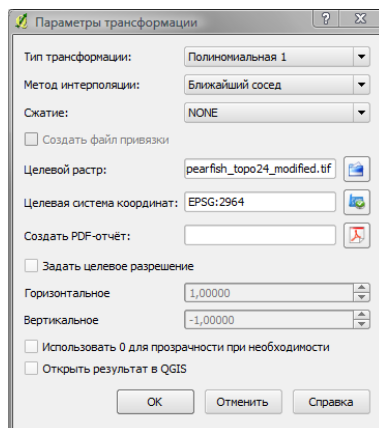 Параметры трансформации
Тип трансформации: Полиномиальная 1
Метод интерполяции: Ближайший сосед
Сжатие: NONE
Создать файл привязки
Целевой растр: pearfish_topo24_modified.tif
Целевая система координат: EPSG:2964
Создать PDF-отчёт:
Задать целевое разрешение
Горизонтальное 1,00000
Вертикальное -1,00000
Использовать 0 для прозрачности при необходимости
Открыть результат в QGIS
OK Отменить Справка